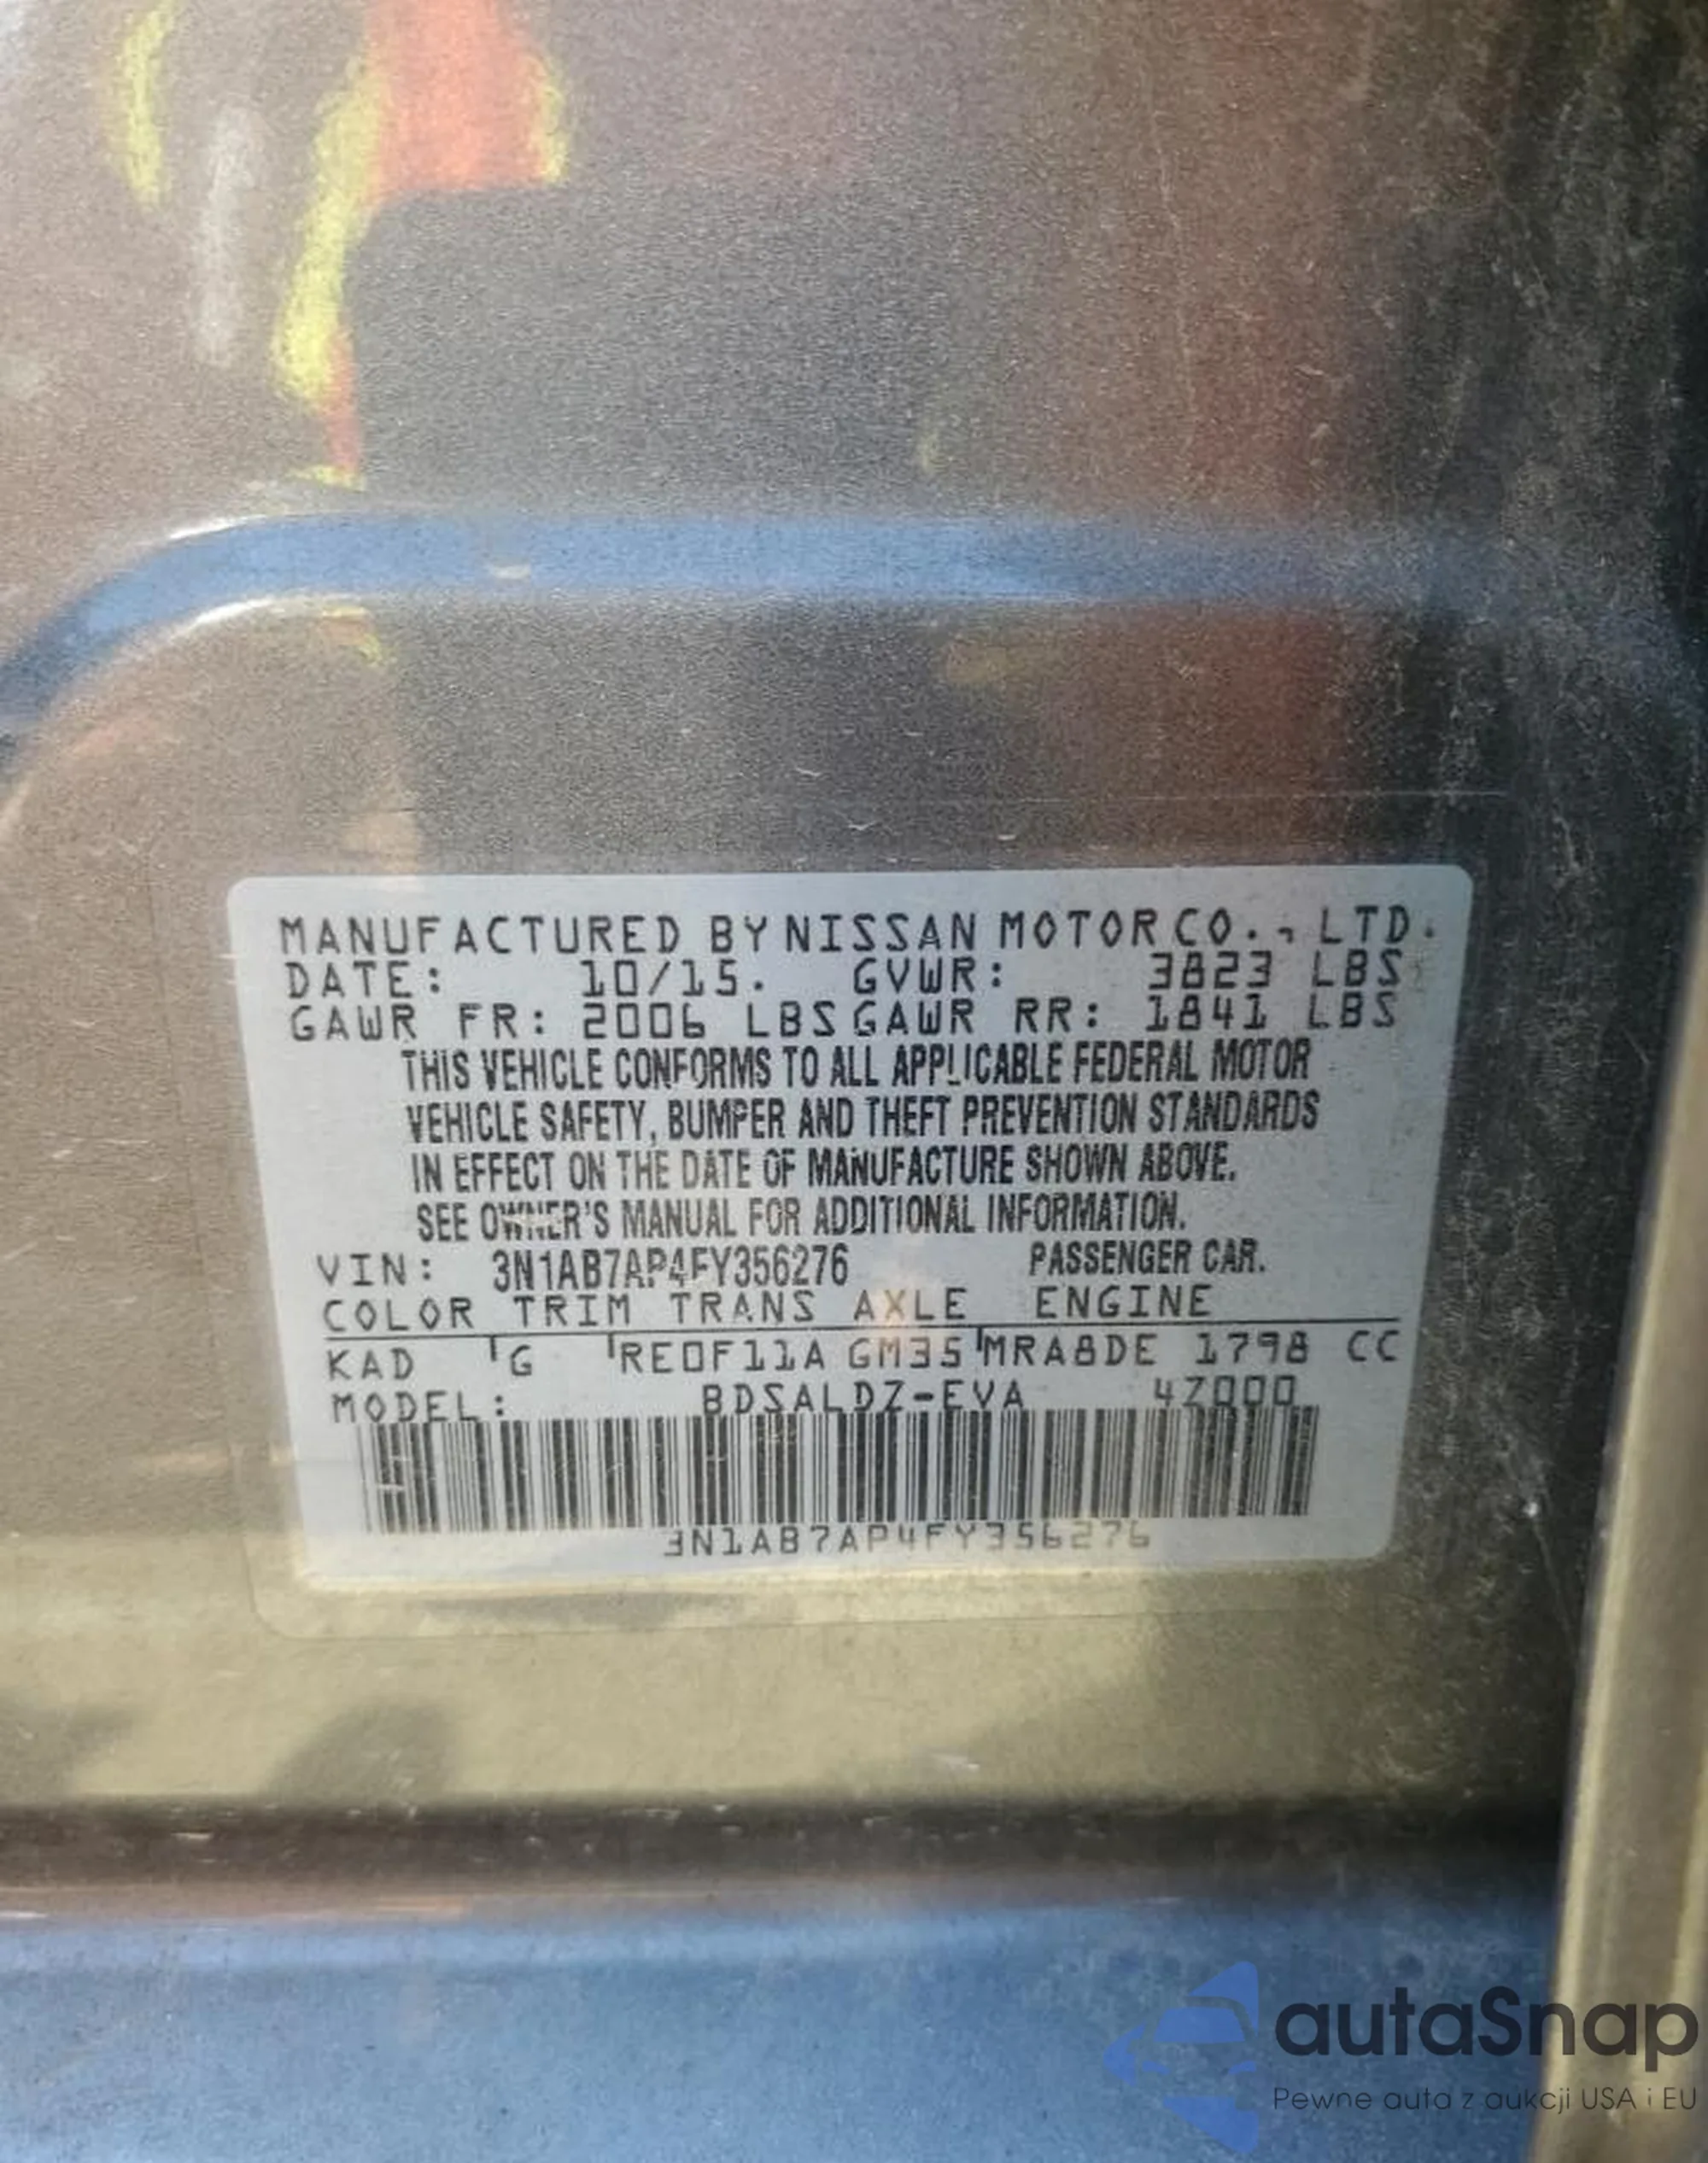 MANUFACTURED BY NISSAN MOTOR CO., LTD.
DATE: 10/15. GVWR: 3823 LBS
GAWR FR: 2006 LBS GAWR RR: 1841 LBS
THIS VEHICLE CONFORMS TO ALL APPLICABLE FEDERAL MOTOR
VEHICLE SAFETY, BUMPER AND THEFT PREVENTION STANDARDS
IN EFFECT ON THE DATE OF MANUFACTURE SHOWN ABOVE.
SEE OWNER'S MANUAL FOR ADDITIONAL INFORMATION.
VIN: 3N1AB7AP4FY356276 PASSENGER CAR.
COLOR TRIM TRANS AXLE ENGINE
KAD G RE0F11A GM35 MRA8DE 1798 CC
MODEL: BDSALDZ-EVA 4Z000
3N1AB7AP4FY356276
autaSnap
Pewne auta z aukcji USA i EU